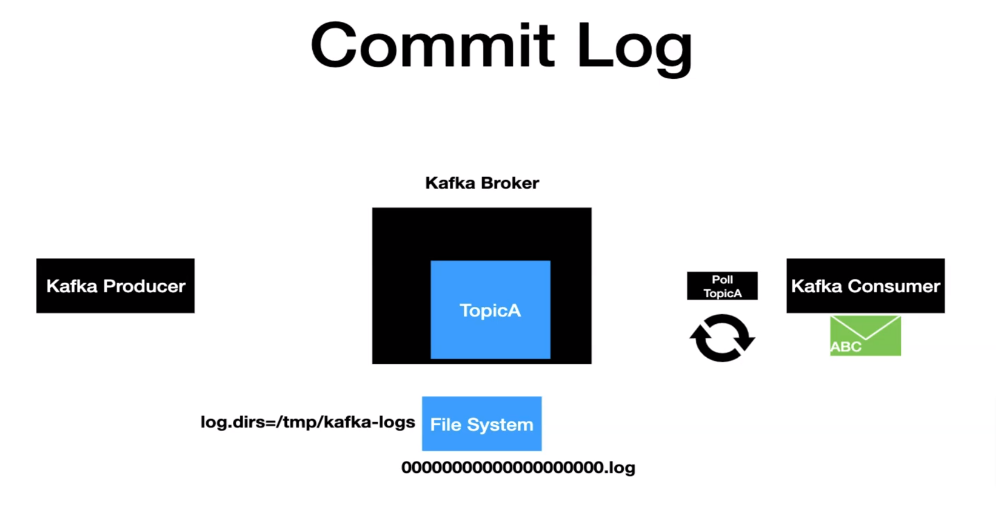 Commit Log
Kafka Broker
Kafka Producer
TopicA
Poll
TopicA
Kafka Consumer
ABC
log.dirs=/tmp/kafka-logs
File System
00000000000000000000.log